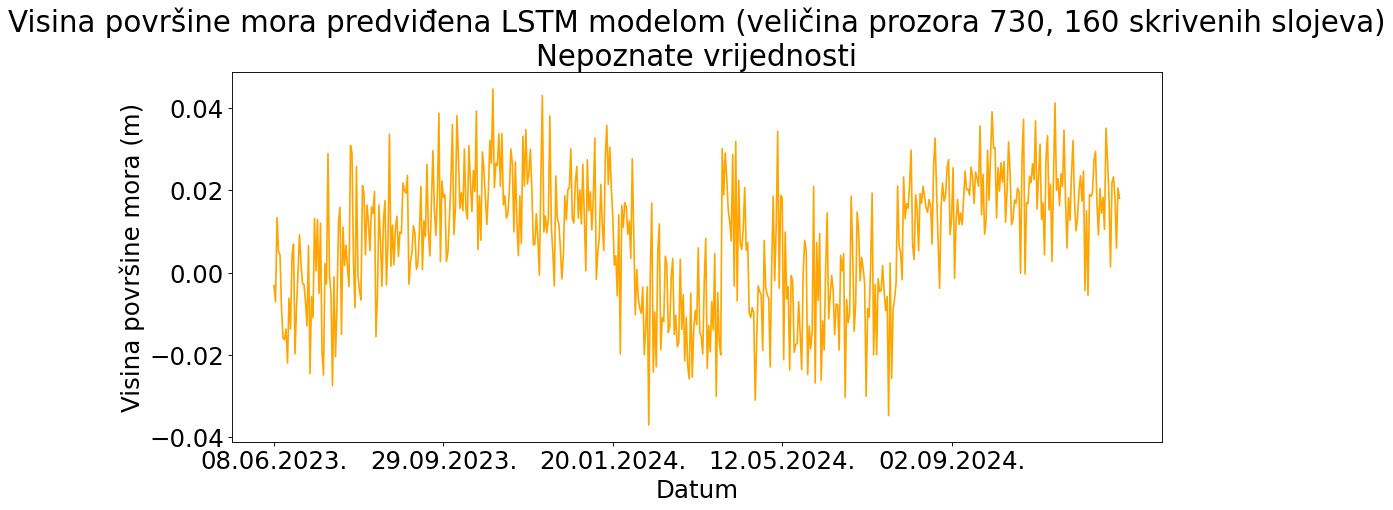 Visina površine mora predviđena LSTM modelom (veličina prozora 730, 160 skrivenih slojeva)
Nepoznate vrijednosti
Visina površine mora (m)
0.04
0.02
0.00
−0.02
−0.04
08.06.2023. 29.09.2023. 20.01.2024. 12.05.2024. 02.09.2024.
Datum